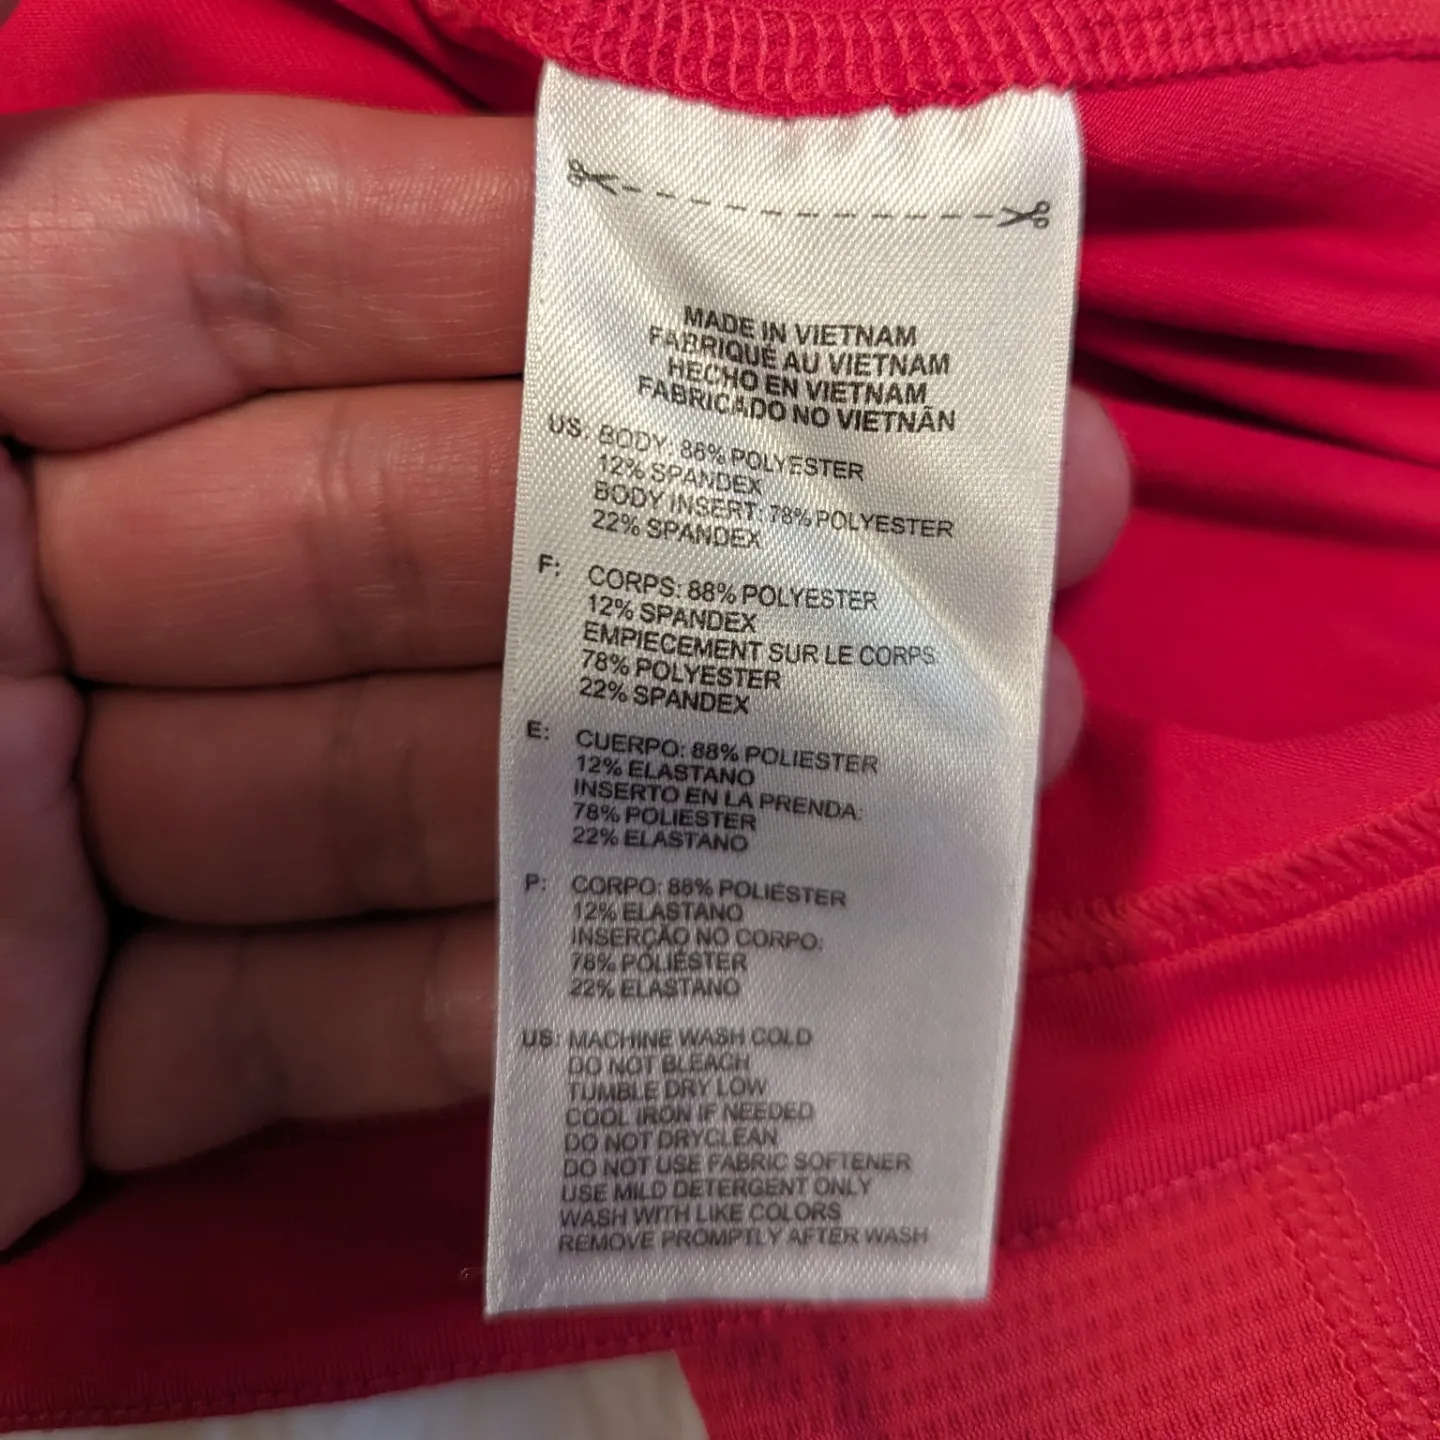 MADE IN VIETNAM
FABRIQUÉ AU VIETNAM
HECHO EN VIETNAM
FABRICADO NO VIETNÃN
US: BODY: 88% POLYESTER
12% SPANDEX
BODY INSERT: 78% POLYESTER
22% SPANDEX
F: CORPS: 88% POLYESTER
12% SPANDEX
EMPIECEMENT SUR LE CORPS:
78% POLYESTER
22% SPANDEX
E: CUERPO: 88% POLIESTER
12% ELASTANO
INSERTO EN LA PRENDA:
78% POLIESTER
22% ELASTANO
P: CORPO: 88% POLIÉSTER
12% ELASTANO
INSERÇÃO NO CORPO:
78% POLIÉSTER
22% ELASTANO
US: MACHINE WASH COLD
DO NOT BLEACH
TUMBLE DRY LOW
COOL IRON IF NEEDED
DO NOT DRYCLEAN
DO NOT USE FABRIC SOFTENER
USE MILD DETERGENT ONLY
WASH WITH LIKE COLORS
REMOVE PROMPTLY AFTER WASH